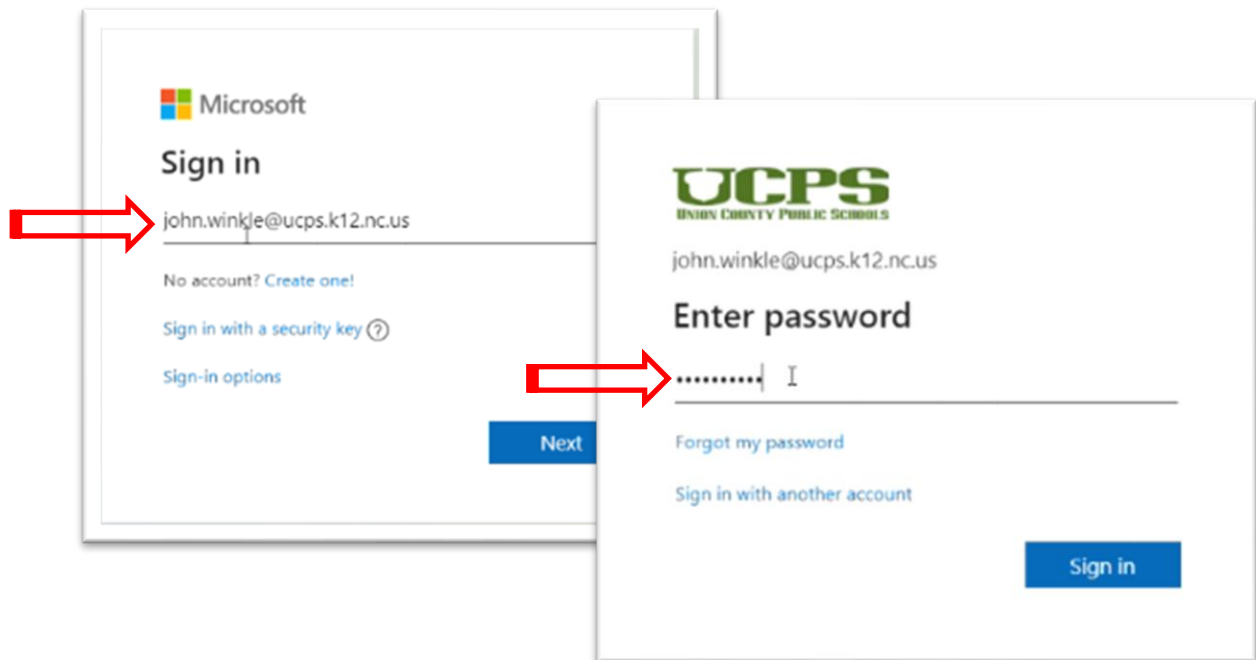 Microsoft
Sign in
john.winkle@ucps.k12.nc.us
No account? Create one!
Sign in with a security key
Sign-in options
Next
UCPS
UNION COUNTY PUBLIC SCHOOLS
john.winkle@ucps.k12.nc.us
Enter password
••••••••••
Forgot my password
Sign in with another account
Sign in